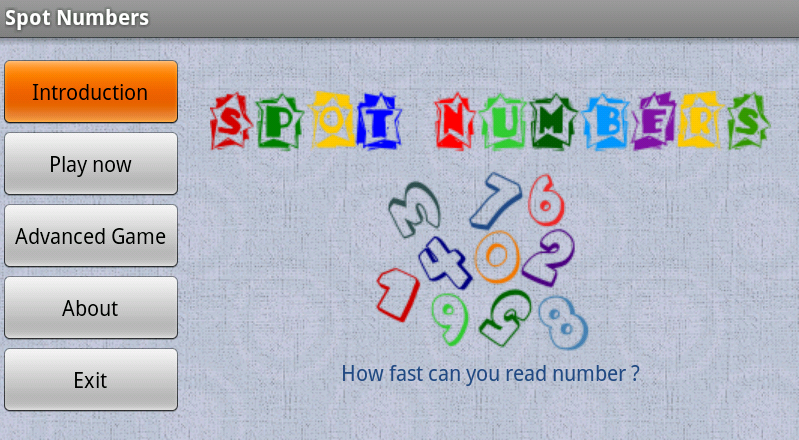 Spot Numbers
Introduction
Play now
Advanced Game
About
Exit
SPOT NUMBERS
3 7 6
4 0 2
1 9 5 8
How fast can you read number ?